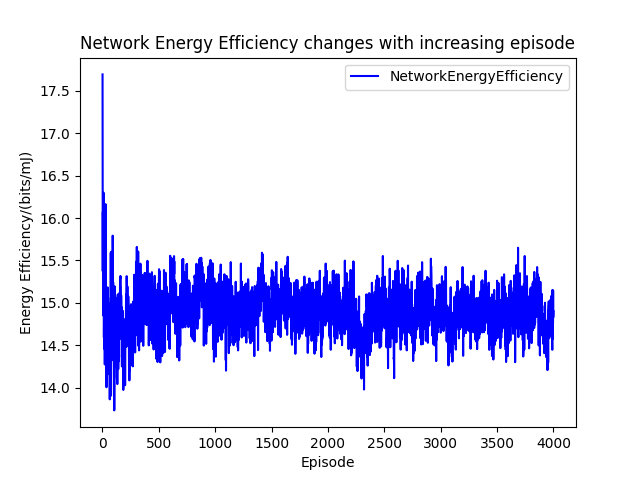 Network Energy Efficiency changes with increasing episode
NetworkEnergyEfficiency
17.5
17.0
16.5
16.0
15.5
15.0
14.5
14.0
Energy Efficiency/(bits/mJ)
0 500 1000 1500 2000 2500 3000 3500 4000
Episode